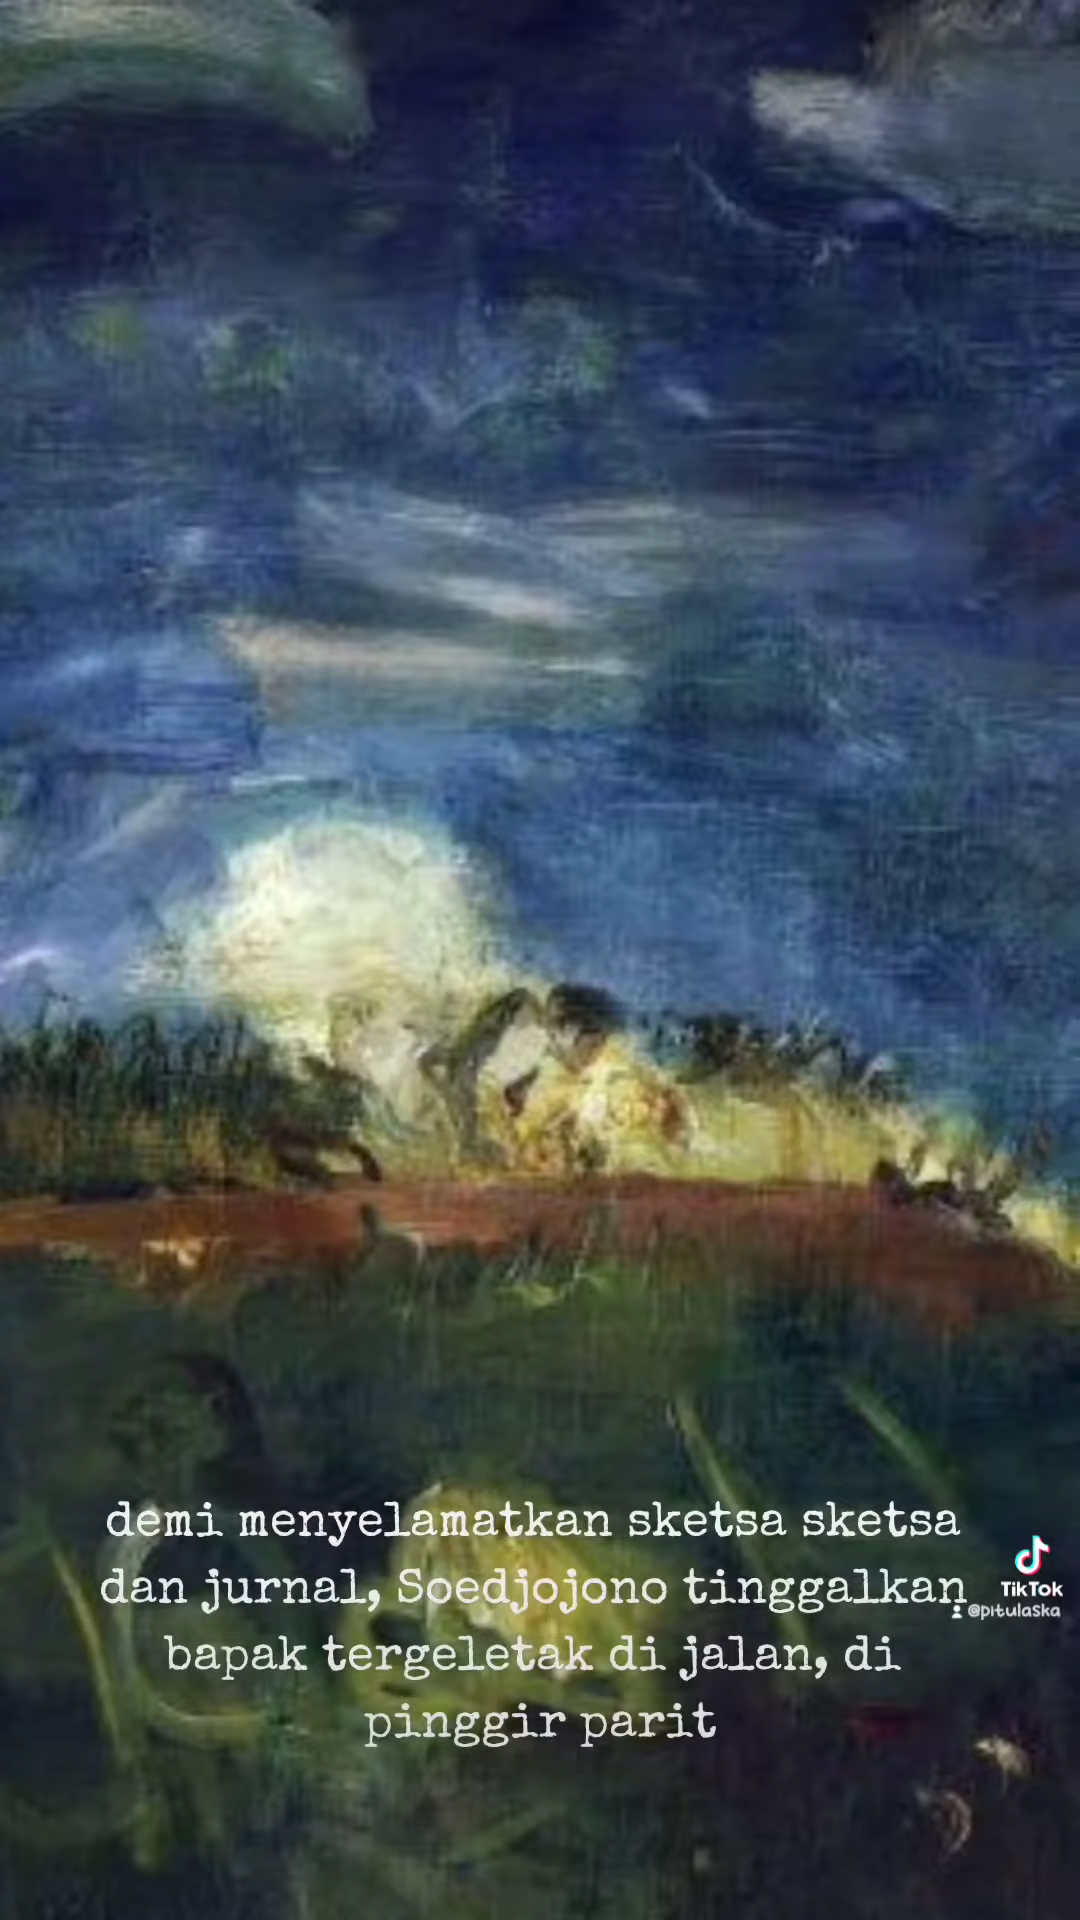 demi menyelamatkan sketsa sketsa
dan jurnal, Soedjojono tinggalkan
bapak tergeletak di jalan, di
pinggir parit
TikTok
@pitulaska